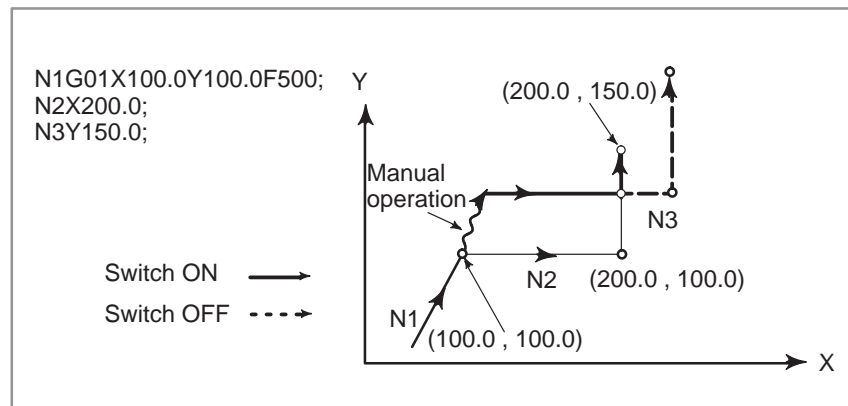 N1G01X100.0Y100.0F500;
N2X200.0;
N3Y150.0;
Y
(200.0 , 150.0)
Manual
operation
N3
Switch ON
N2
(200.0 , 100.0)
Switch OFF
N1
(100.0 , 100.0)
X